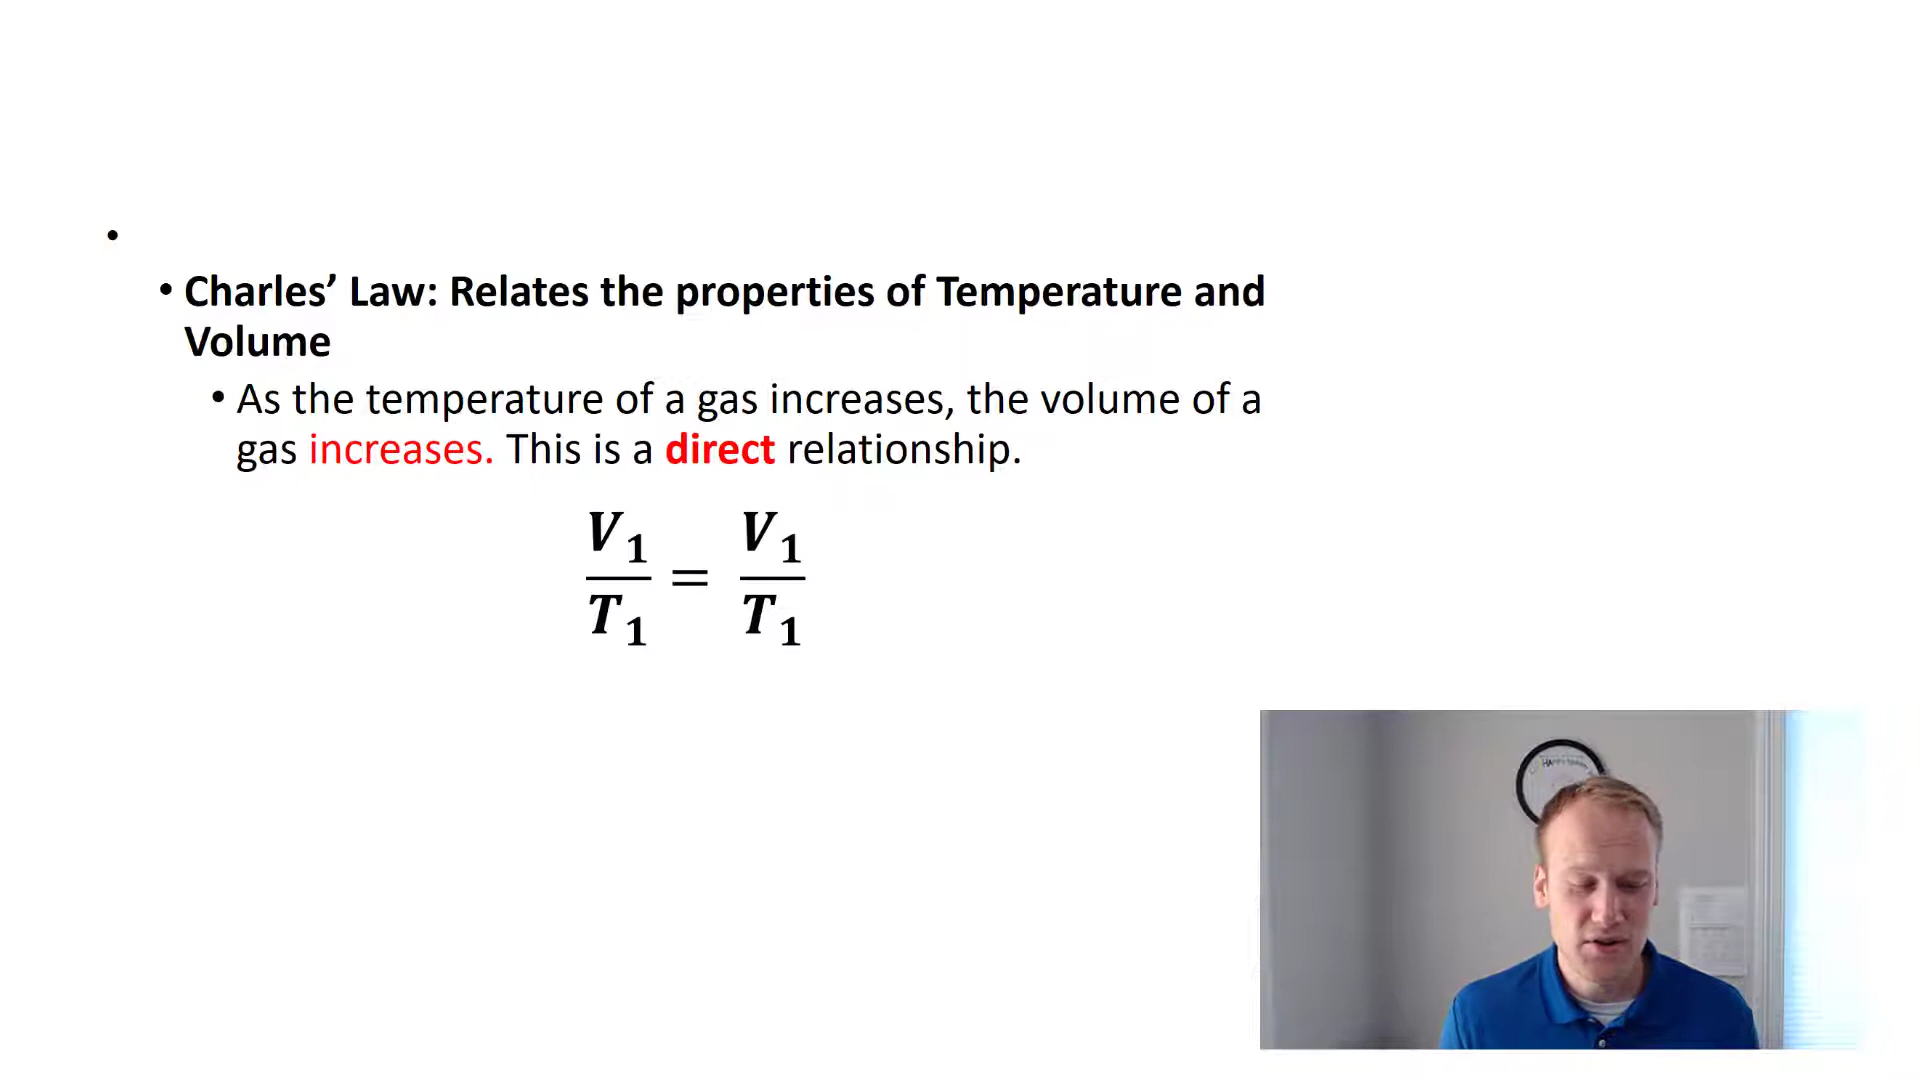 • Charles’ Law: Relates the properties of Temperature and
Volume
• As the temperature of a gas increases, the volume of a
gas increases. This is a direct relationship.
V₁/T₁ = V₁/T₁